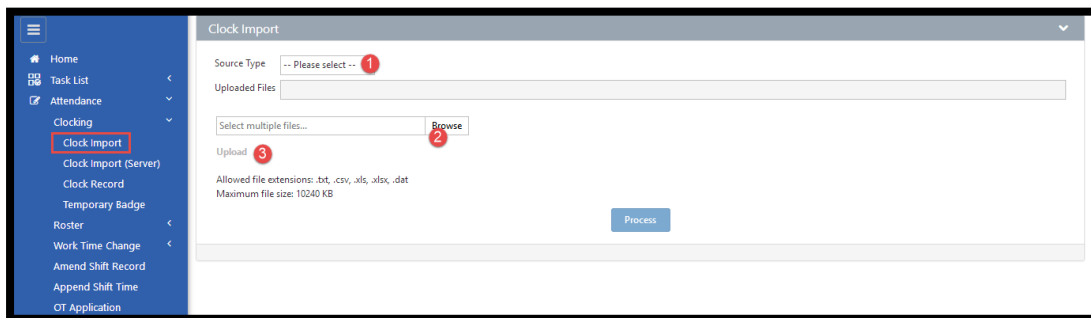 Home
Task List
Attendance
Clocking
Clock Import
Clock Import (Server)
Clock Record
Temporary Badge
Roster
Work Time Change
Amend Shift Record
Append Shift Time
OT Application
Clock Import
Source Type -- Please select -- 1
Uploaded Files
Select multiple files... Browse
2
Upload 3
Allowed file extensions: .txt, .csv, .xls, .xlsx, .dat
Maximum file size: 10240 KB
Process